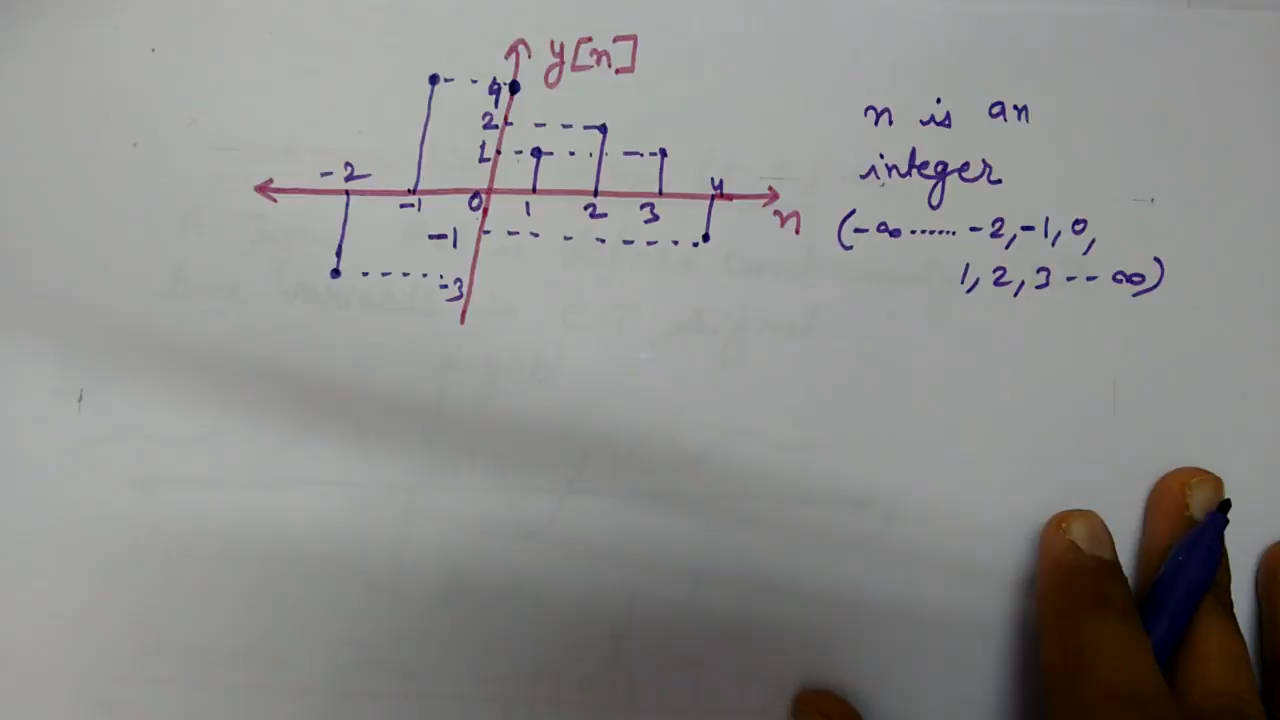 y[n]
4
2
1
-2
-1 0 1 2 3 4
n
-1
-3
n is an
integer
(-∞...... -2, -1, 0,
1, 2, 3 -- ∞)